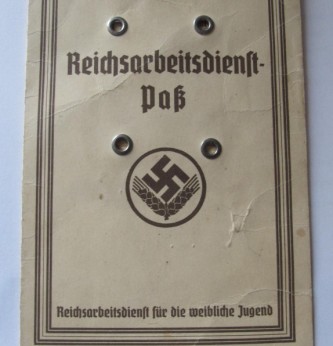 Reichsarbeitsdienst-
Paß
Reichsarbeitsdienst für die weibliche Jugend